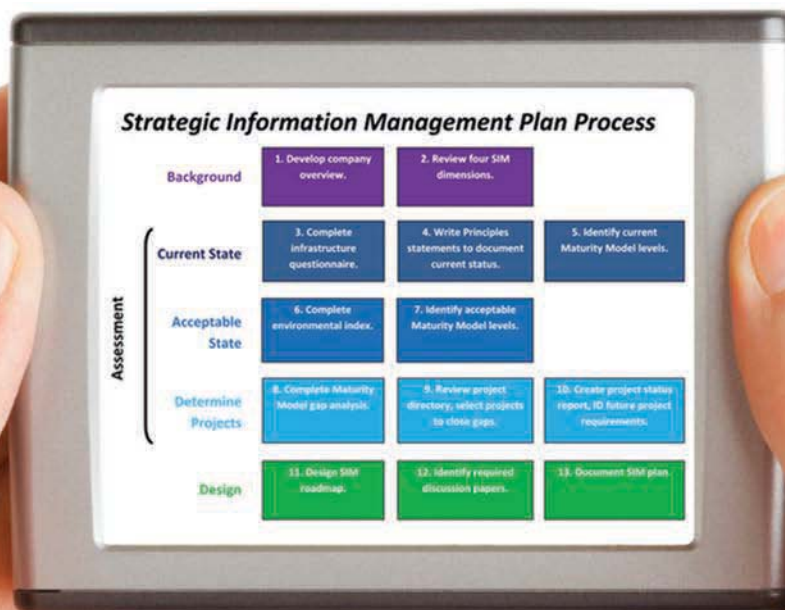 Strategic Information Management Plan Process
Background
1. Develop company
overview.
2. Review four SIM
dimensions.
Assessment
Current State
3. Complete
infrastructure
questionnaire.
4. Write Principles
statements to document
current status.
5. Identify current
Maturity Model levels.
Acceptable
State
6. Complete
environmental index.
7. Identify acceptable
Maturity Model levels.
Determine
Projects
8. Complete Maturity
Model gap analysis.
9. Review project
directory, select projects
to close gaps.
10. Create project status
report, ID future project
requirements.
Design
11. Design SIM
roadmap.
12. Identify required
discussion papers.
13. Document SIM plan